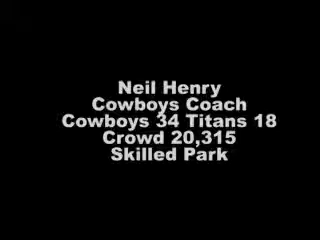 Neil Henry
Cowboys Coach
Cowboys 34 Titans 18
Crowd 20,315
Skilled Park